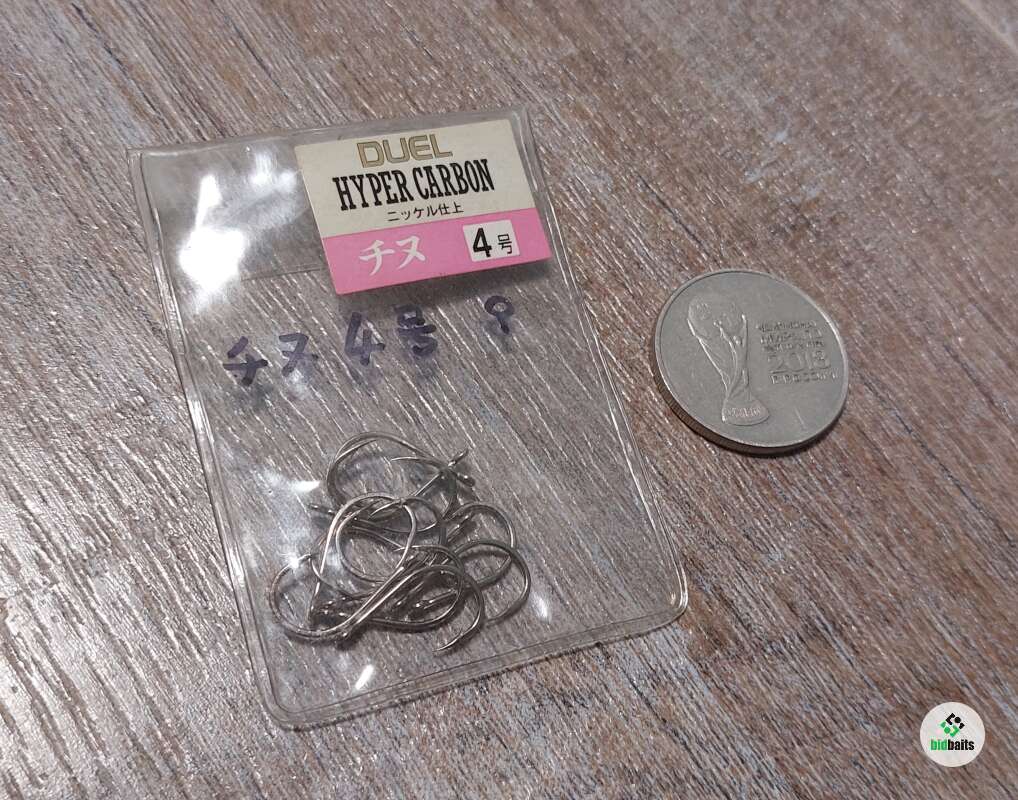 DUEL
HYPER CARBON
ニッケル仕上
チヌ 4号
チヌ 4号 9
2018
bidbaits